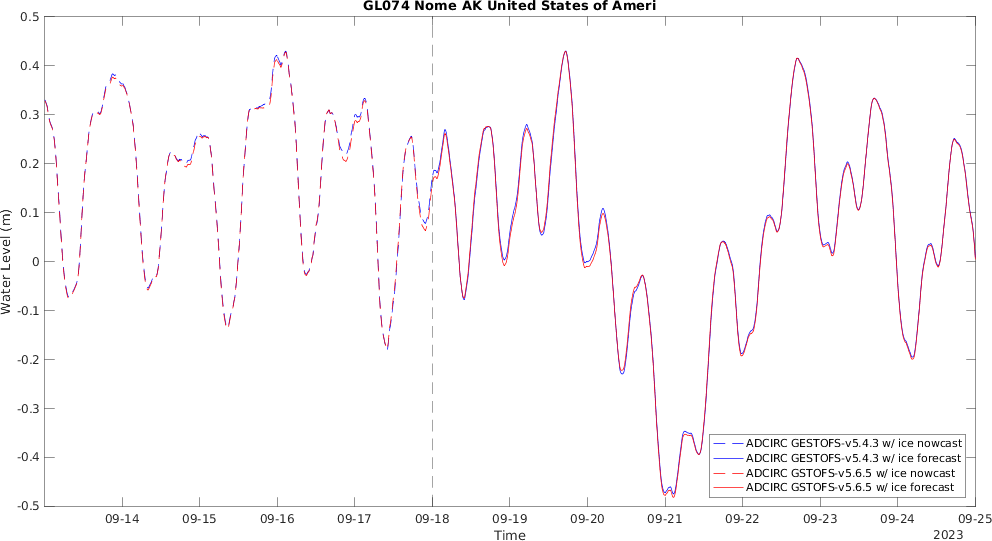 GL074 Nome AK United States of Ameri
0.5
0.4
0.3
0.2
0.1
0
-0.1
-0.2
-0.3
-0.4
-0.5
Water Level (m)
ADCIRC GESTOFS-v5.4.3 w/ ice nowcast
ADCIRC GESTOFS-v5.4.3 w/ ice forecast
ADCIRC GSTOFS-v5.6.5 w/ ice nowcast
ADCIRC GSTOFS-v5.6.5 w/ ice forecast
09-14 09-15 09-16 09-17 09-18 09-19 09-20 09-21 09-22 09-23 09-24 09-25
Time
2023